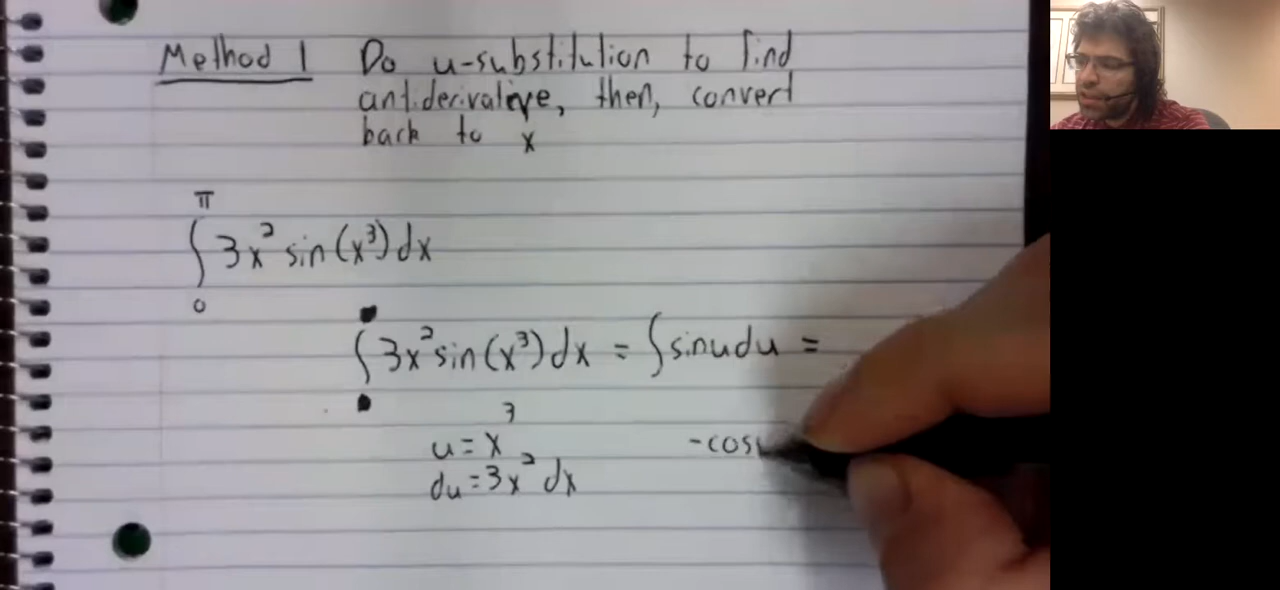 Method 1 Do u-substitution to find
antiderivative, then, convert
back to x
π
∫ 3x² sin(x³) dx
0
∫ 3x² sin(x³) dx = ∫ sin u du =
u = x³
-cos
du = 3x² dx